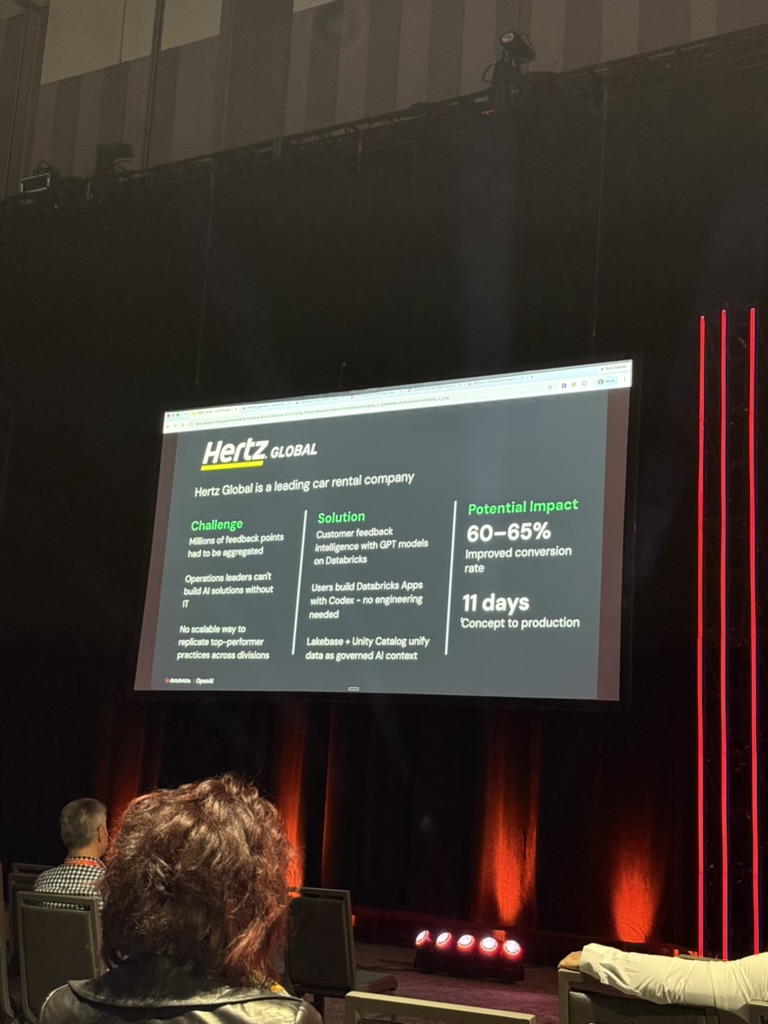 Hertz GLOBAL
Hertz Global is a leading car rental company
Challenge
Millions of feedback points
had to be aggregated
Operations leaders can't
build AI solutions without
IT
No scalable way to
replicate top-performer
practices across divisions
Solution
Customer feedback
intelligence with GPT models
on Databricks
Users build Databricks Apps
with Codex - no engineering
needed
Lakebase + Unity Catalog unify
data as governed AI context
Potential Impact
60–65%
Improved conversion
rate
11 days
Concept to production
databricks | OpenAI